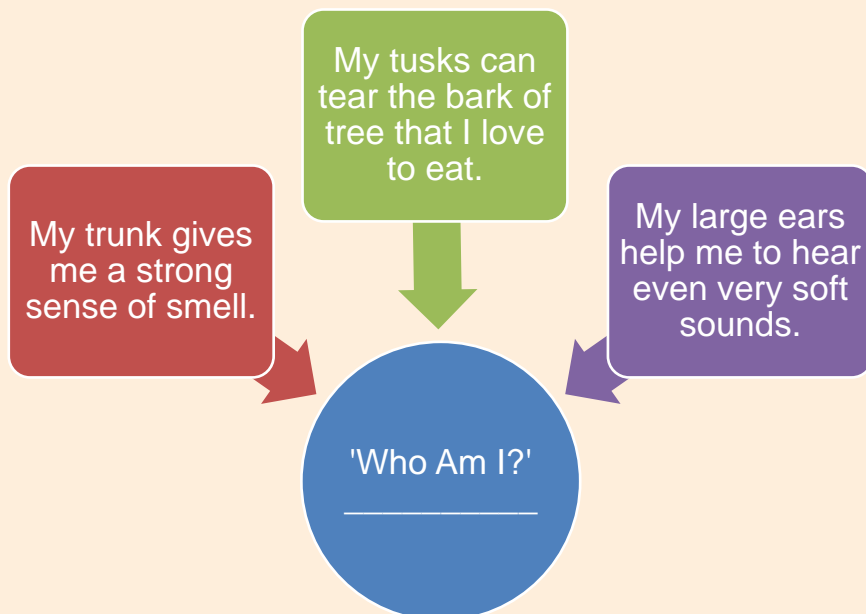 My trunk gives
me a strong
sense of smell.
My tusks can
tear the bark of
tree that I love
to eat.
My large ears
help me to hear
even very soft
sounds.
'Who Am I?'
___________